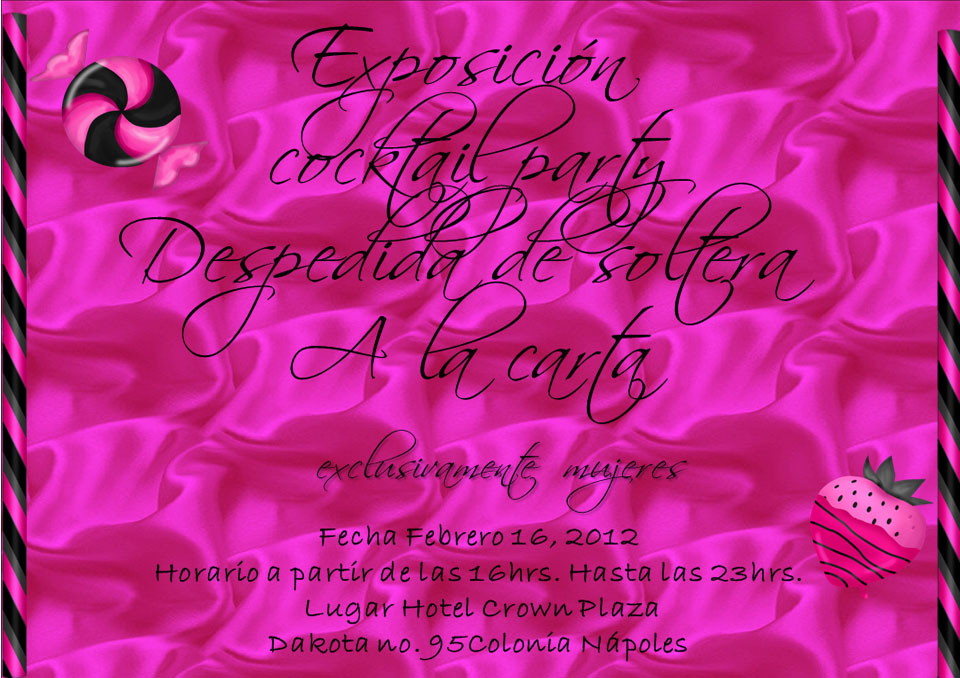 Exposición
cocktail party
Despedida de soltera
A la carta
exclusivamente mujeres
Fecha Febrero 16, 2012
Horario a partir de las 16hrs. Hasta las 23hrs.
Lugar Hotel Crown Plaza
Dakota no. 95Colonia Nápoles